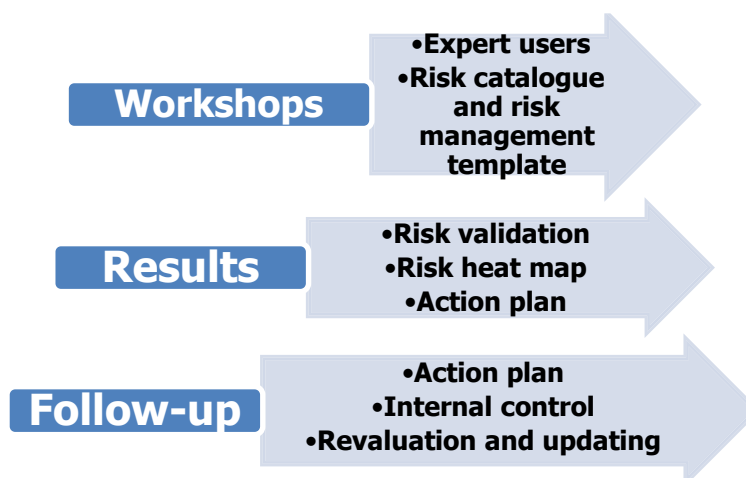 Workshops
•Expert users
•Risk catalogue
and risk
management
template
Results
•Risk validation
•Risk heat map
•Action plan
Follow-up
•Action plan
•Internal control
•Revaluation and updating